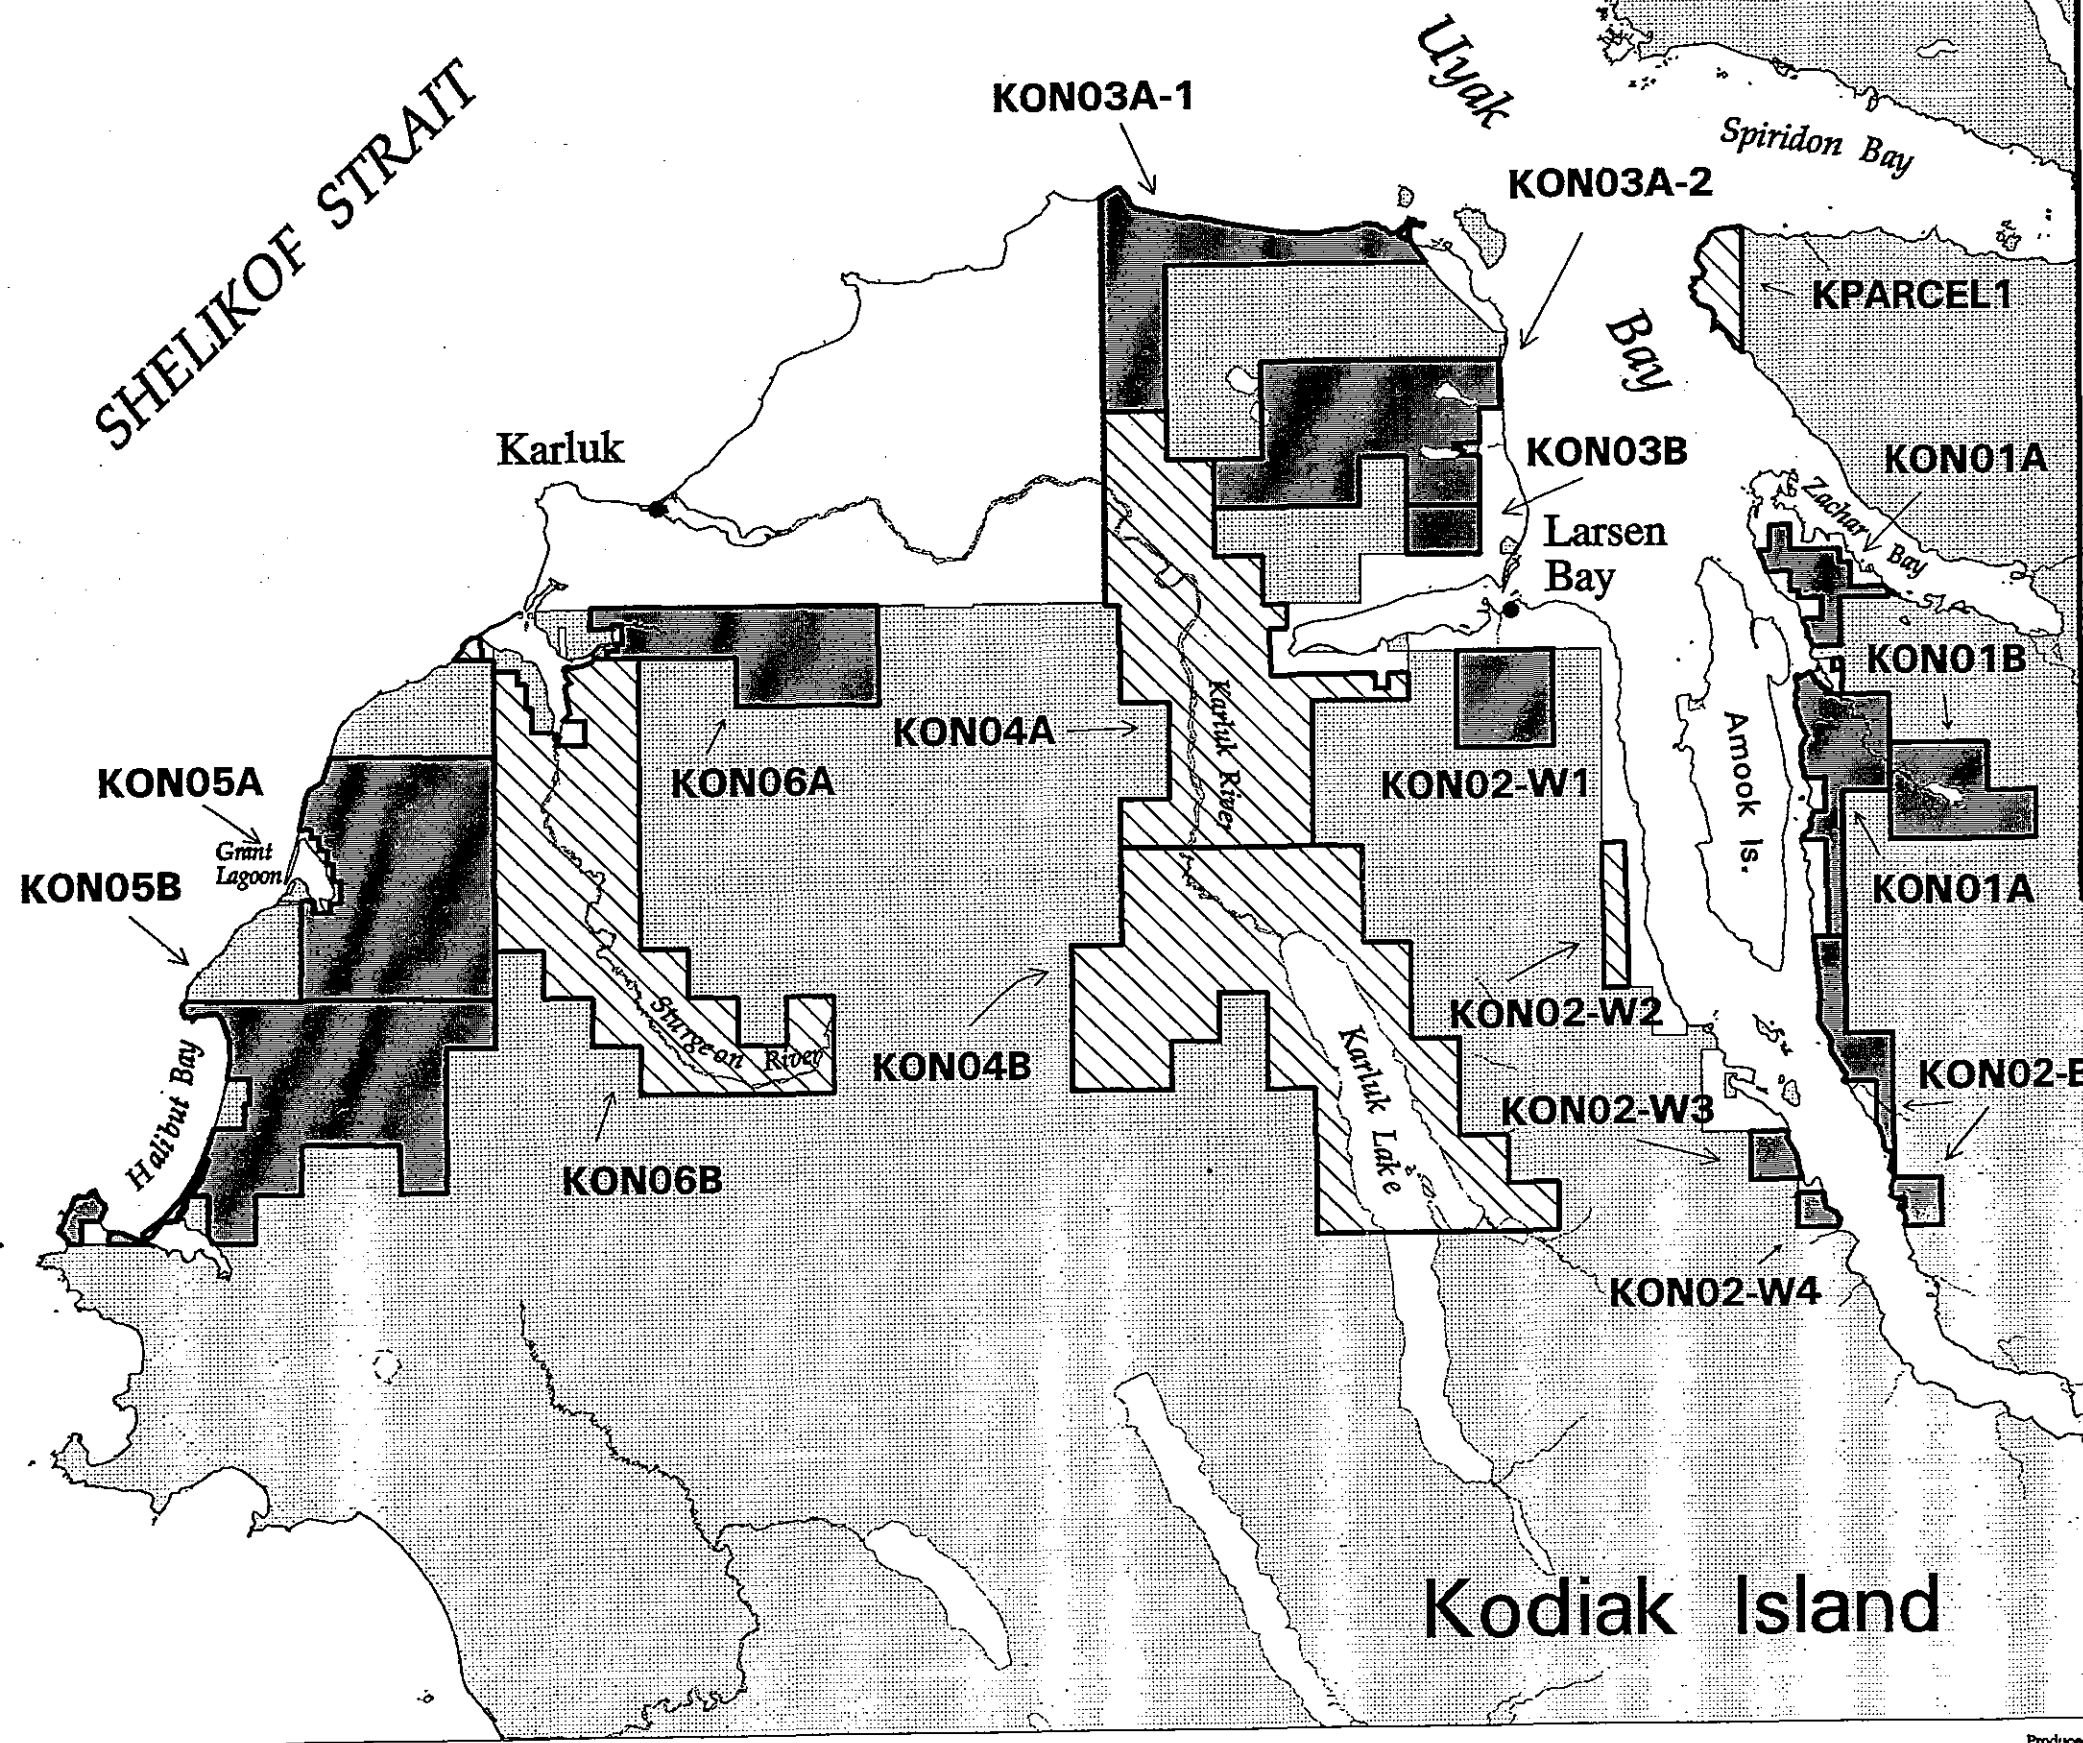 Uyak
KON03A-1
SHELIKOF STRAIT
Spiridon Bay
KON03A-2
KPARCEL1
Bay
Karluk
KON03B
KON01A
Zachar Bay
Larsen
Bay
KON01B
Karluk River
KON04A
Amook Is.
KON05A
KON06A
KON02-W1
Grant
Lagoon
KON05B
KON01A
Sturgeon River
KON02-W2
Halibut Bay
KON04B
Karluk Lake
KON02-E
KON02-W3
KON06B
KON02-W4
Kodiak Island
Produce